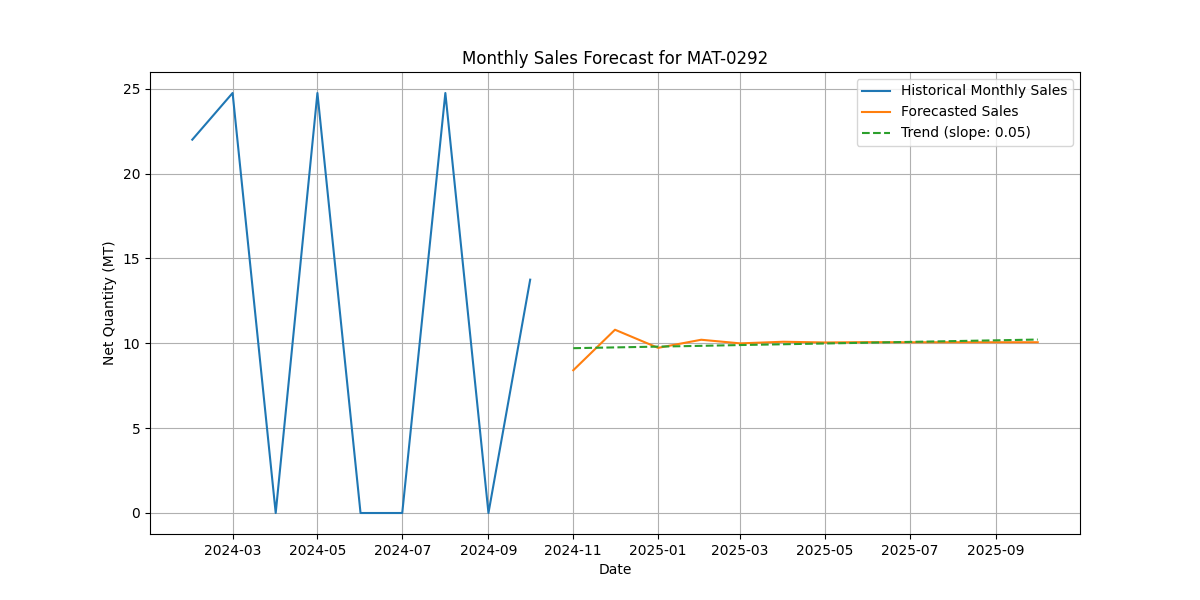 Monthly Sales Forecast for MAT-0292
Historical Monthly Sales
Forecasted Sales
Trend (slope: 0.05)
Net Quantity (MT)
25
20
15
10
5
0
2024-03 2024-05 2024-07 2024-09 2024-11 2025-01 2025-03 2025-05 2025-07 2025-09
Date